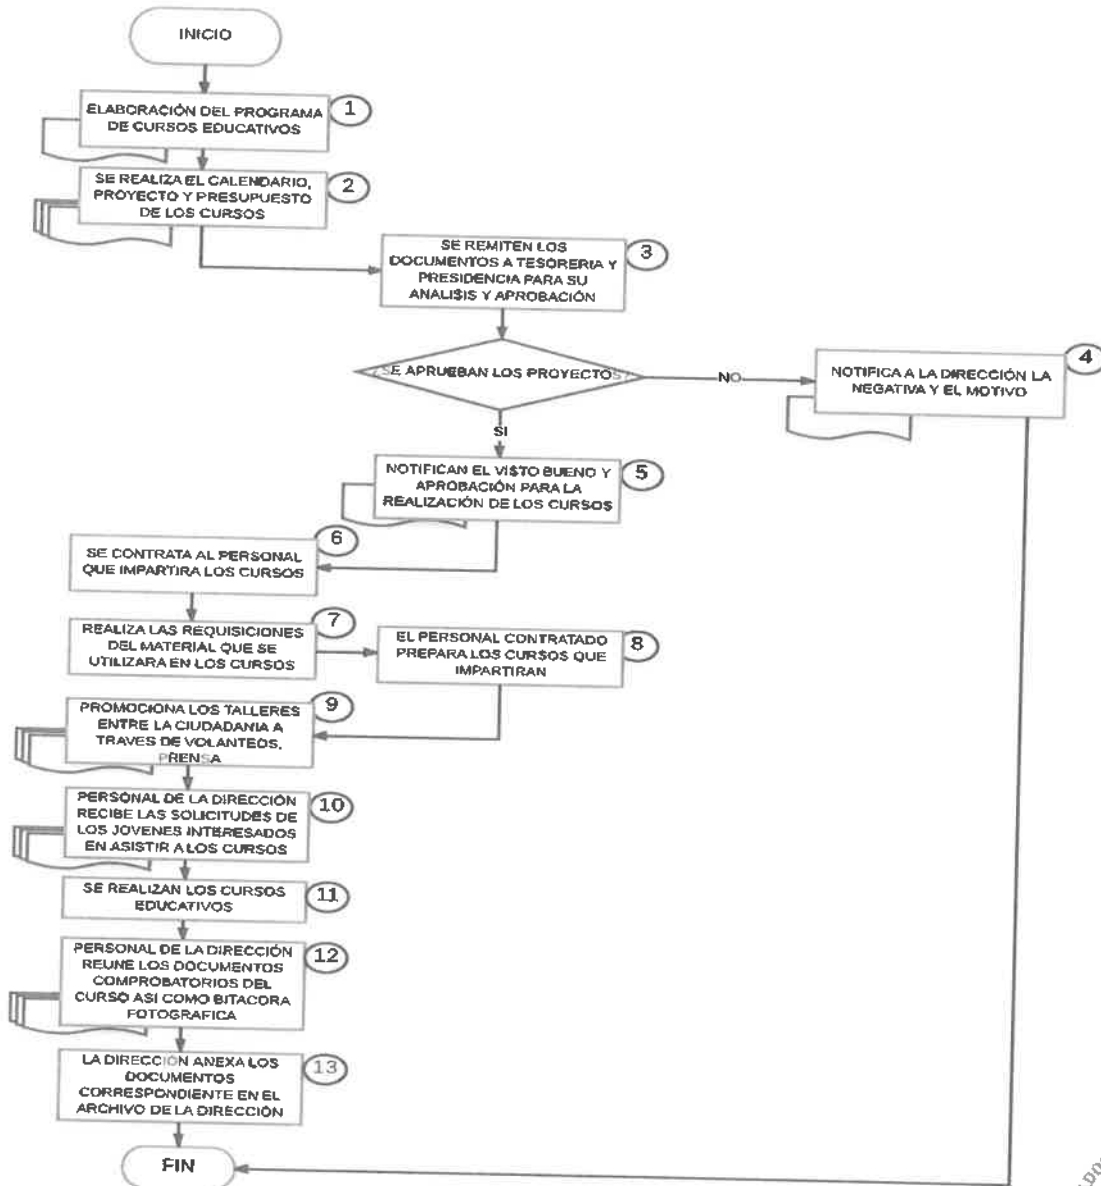 INICIO
ELABORACIÓN DEL PROGRAMA
DE CURSOS EDUCATIVOS
1
SE REALIZA EL CALENDARIO,
PROYECTO Y PRESUPUESTO
DE LOS CURSOS
2
SE REMITEN LOS
DOCUMENTOS A TESORERIA Y
PRESIDENCIA PARA SU
ANALISIS Y APROBACIÓN
3
¿SE APRUEBAN LOS PROYECTOS?
NO
NOTIFICA A LA DIRECCIÓN LA
NEGATIVA Y EL MOTIVO
4
SI
NOTIFICAN EL VISTO BUENO Y
APROBACIÓN PARA LA
REALIZACIÓN DE LOS CURSOS
5
SE CONTRATA AL PERSONAL
QUE IMPARTIRA LOS CURSOS
6
REALIZA LAS REQUISICIONES
DEL MATERIAL QUE SE
UTILIZARA EN LOS CURSOS
7
EL PERSONAL CONTRATADO
PREPARA LOS CURSOS QUE
IMPARTIRAN
8
PROMOCIONA LOS TALLERES
ENTRE LA CIUDADANIA A
TRAVES DE VOLANTEOS,
PRENSA
9
PERSONAL DE LA DIRECCIÓN
RECIBE LAS SOLICITUDES DE
LOS JOVENES INTERESADOS
EN ASISTIR A LOS CURSOS
10
SE REALIZAN LOS CURSOS
EDUCATIVOS
11
PERSONAL DE LA DIRECCIÓN
REUNE LOS DOCUMENTOS
COMPROBATORIOS DEL
CURSO ASI COMO BITACORA
FOTOGRAFICA
12
LA DIRECCIÓN ANEXA LOS
DOCUMENTOS
CORRESPONDIENTE EN EL
ARCHIVO DE LA DIRECCIÓN
13
FIN